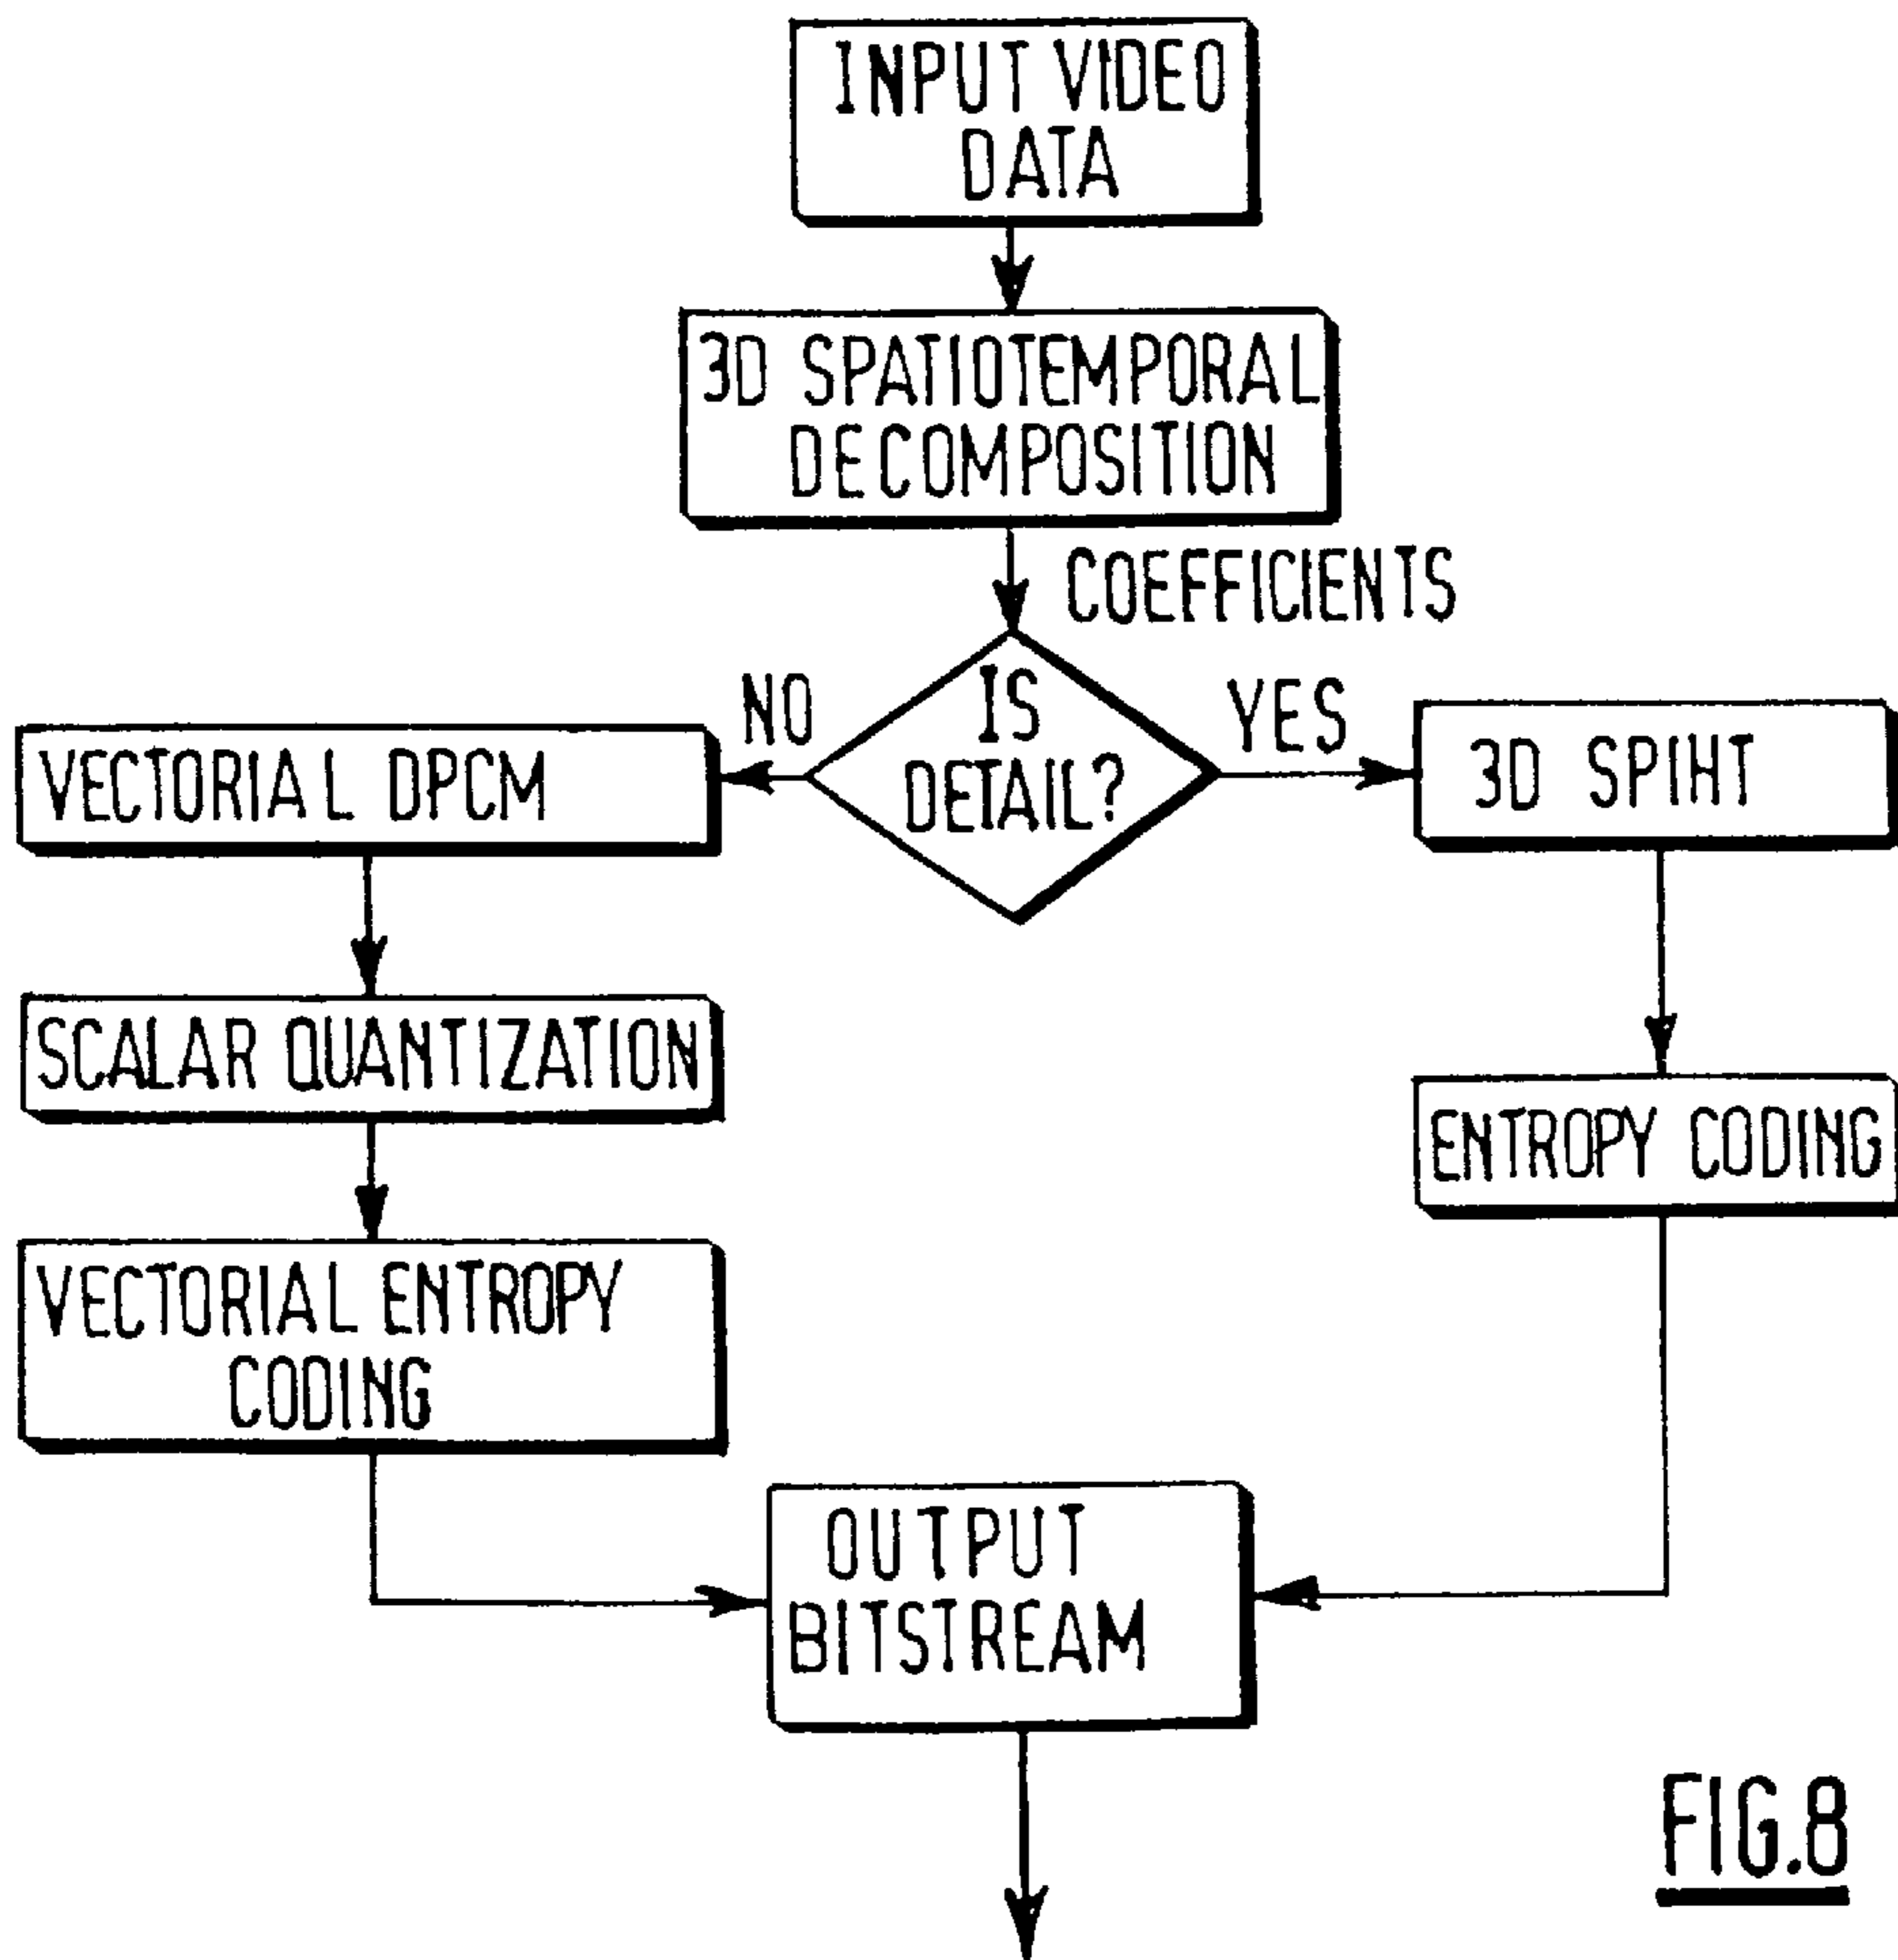 INPUT VIDEO
DATA
3D SPATIOTEMPORAL
DECOMPOSITION
COEFFICIENTS
NO
IS
DETAIL?
YES
VECTORIAL DPCM
3D SPIHT
SCALAR QUANTIZATION
ENTROPY CODING
VECTORIAL ENTROPY
CODING
OUTPUT
BITSTREAM
FIG.8